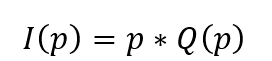 I(p) = p * Q(p)